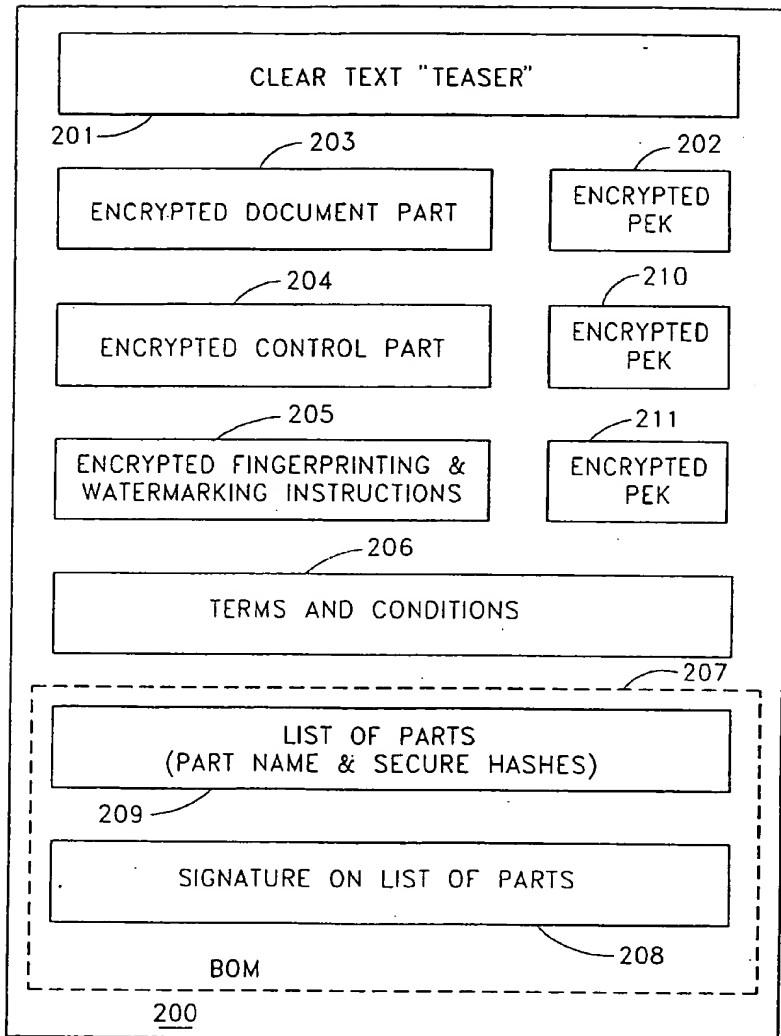 CLEAR TEXT "TEASER"
201
203
202
ENCRYPTED DOCUMENT PART
ENCRYPTED
PEK
204
210
ENCRYPTED CONTROL PART
ENCRYPTED
PEK
205
211
ENCRYPTED FINGERPRINTING &
WATERMARKING INSTRUCTIONS
ENCRYPTED
PEK
206
TERMS AND CONDITIONS
207
LIST OF PARTS
(PART NAME & SECURE HASHES)
209
SIGNATURE ON LIST OF PARTS
208
BOM
200